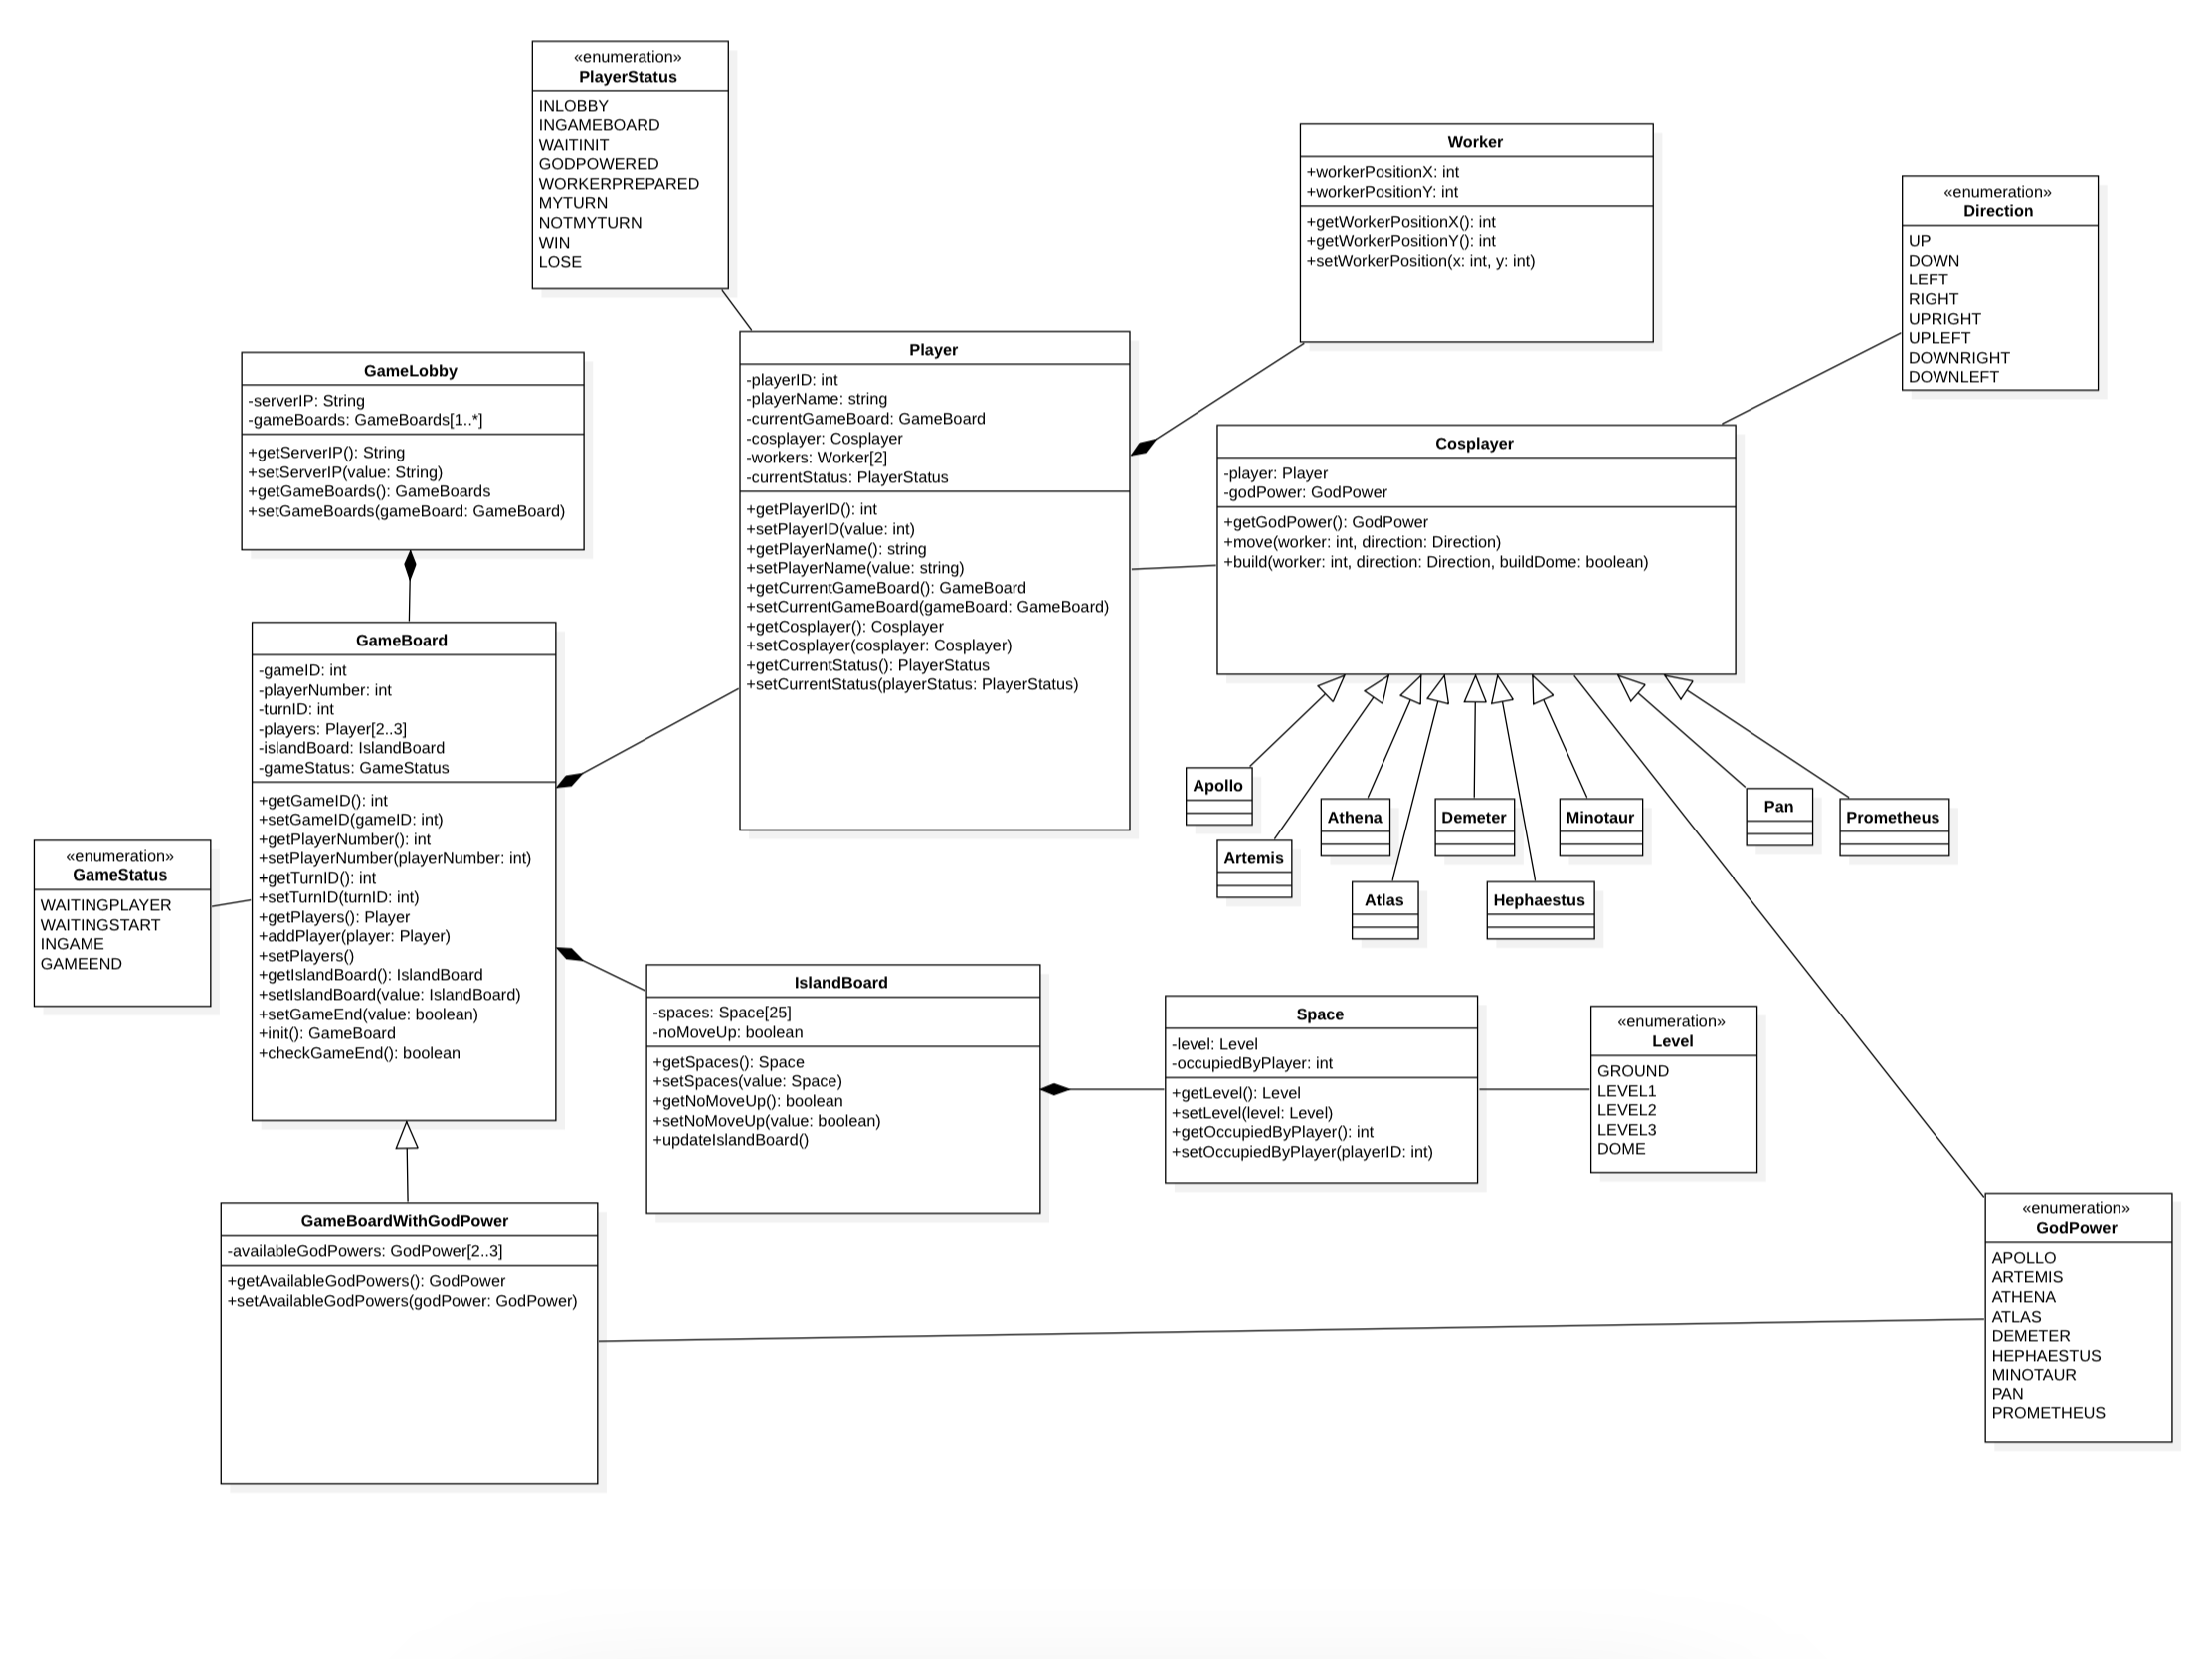 «enumeration»
PlayerStatus
INLOBBY
INGAMEBOARD
WAITINIT
GODPOWERED
WORKERPREPARED
MYTURN
NOTMYTURN
WIN
LOSE
Worker
+workerPositionX: int
+workerPositionY: int
+getWorkerPositionX(): int
+getWorkerPositionY(): int
+setWorkerPosition(x: int, y: int)
«enumeration»
Direction
UP
DOWN
LEFT
RIGHT
UPRIGHT
UPLEFT
DOWNRIGHT
DOWNLEFT
GameLobby
-serverIP: String
-gameBoards: GameBoards[1..*]
+getServerIP(): String
+setServerIP(value: String)
+getGameBoards(): GameBoards
+setGameBoards(gameBoard: GameBoard)
Player
-playerID: int
-playerName: string
-currentGameBoard: GameBoard
-cosplayer: Cosplayer
-workers: Worker[2]
-currentStatus: PlayerStatus
+getPlayerID(): int
+setPlayerID(value: int)
+getPlayerName(): string
+setPlayerName(value: string)
+getCurrentGameBoard(): GameBoard
+setCurrentGameBoard(gameBoard: GameBoard)
+getCosplayer(): Cosplayer
+setCosplayer(cosplayer: Cosplayer)
+getCurrentStatus(): PlayerStatus
+setCurrentStatus(playerStatus: PlayerStatus)
Cosplayer
-player: Player
-godPower: GodPower
+getGodPower(): GodPower
+move(worker: int, direction: Direction)
+build(worker: int, direction: Direction, buildDome: boolean)
GameBoard
-gameID: int
-playerNumber: int
-turnID: int
-players: Player[2..3]
-islandBoard: IslandBoard
-gameStatus: GameStatus
+getGameID(): int
+setGameID(gameID: int)
+getPlayerNumber(): int
+setPlayerNumber(playerNumber: int)
+getTurnID(): int
+setTurnID(turnID: int)
+getPlayers(): Player
+addPlayer(player: Player)
+setPlayers()
+getIslandBoard(): IslandBoard
+setIslandBoard(value: IslandBoard)
+setGameEnd(value: boolean)
+init(): GameBoard
+checkGameEnd(): boolean
«enumeration»
GameStatus
WAITINGPLAYER
WAITINGSTART
INGAME
GAMEEND
Apollo
Artemis
Athena
Atlas
Demeter
Hephaestus
Minotaur
Pan
Prometheus
IslandBoard
-spaces: Space[25]
-noMoveUp: boolean
+getSpaces(): Space
+setSpaces(value: Space)
+getNoMoveUp(): boolean
+setNoMoveUp(value: boolean)
+updateIslandBoard()
Space
-level: Level
-occupiedByPlayer: int
+getLevel(): Level
+setLevel(level: Level)
+getOccupiedByPlayer(): int
+setOccupiedByPlayer(playerID: int)
«enumeration»
Level
GROUND
LEVEL1
LEVEL2
LEVEL3
DOME
GameBoardWithGodPower
-availableGodPowers: GodPower[2..3]
+getAvailableGodPowers(): GodPower
+setAvailableGodPowers(godPower: GodPower)
«enumeration»
GodPower
APOLLO
ARTEMIS
ATHENA
ATLAS
DEMETER
HEPHAESTUS
MINOTAUR
PAN
PROMETHEUS